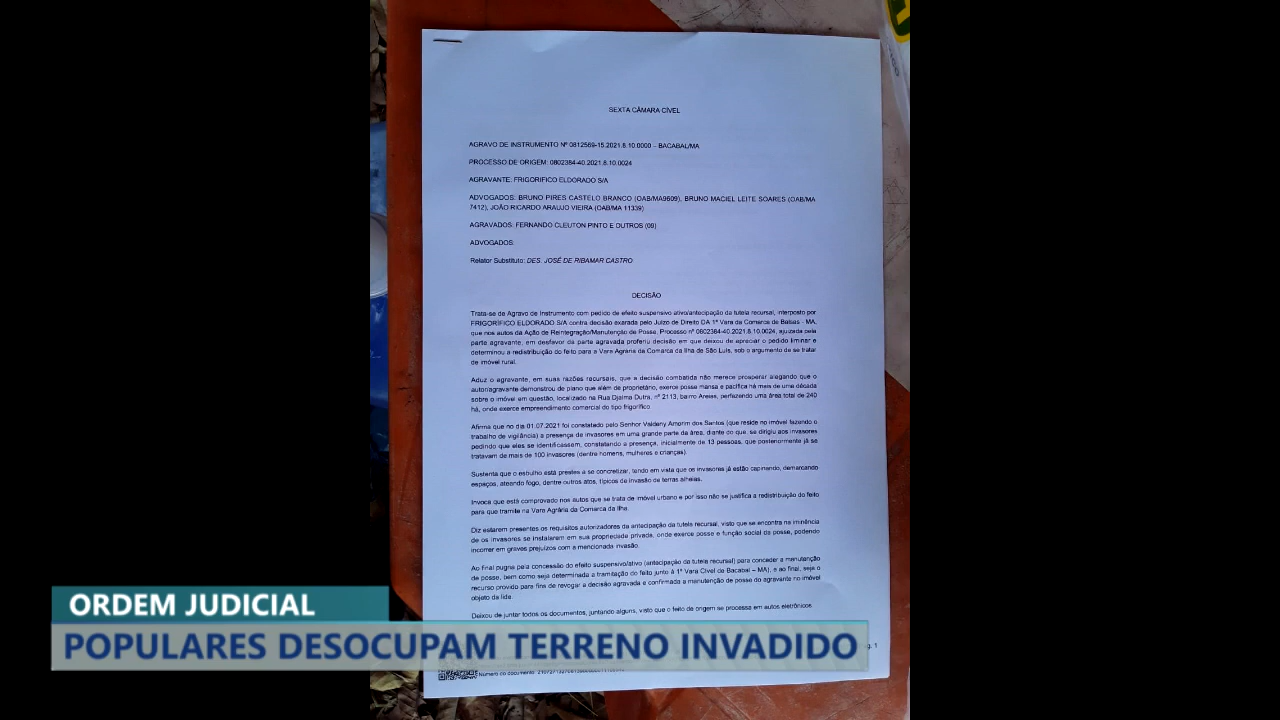 SEXTA CÂMARA CÍVEL
AGRAVO DE INSTRUMENTO Nº 0812569-15.2021.8.10.0000 – BACABAL/MA
PROCESSO DE ORIGEM: 0802384-40.2021.8.10.0024
AGRAVANTE: FRIGORIFICO ELDORADO S/A
ADVOGADOS: BRUNO PIRES CASTELO BRANCO (OAB/MA9609), BRUNO MACIEL LEITE SOARES (OAB/MA
7412), JOÃO RICARDO ARAUJO VIEIRA (OAB/MA 11339)
AGRAVADOS: FERNANDO CLEUTON PINTO E OUTROS (09)
ADVOGADOS:
Relator Substituto: DES. JOSÉ DE RIBAMAR CASTRO
DECISÃO
Trata-se de Agravo de Instrumento com pedido de efeito suspensivo ativo/antecipação da tutela recursal, interposto por
FRIGORÍFICO ELDORADO S/A contra decisão exarada pelo Juízo de Direito DA 1ª Vara da Comarca de Balsas - MA,
que nos autos da Ação de Reintegração/Manutenção de Posse, Processo nº 0802384-40.2021.8.10.0024, ajuizada pela
parte agravante, em desfavor da parte agravada proferiu decisão em que deixou de apreciar o pedido liminar e
determinou a redistribuição do feito para a Vara Agrária da Comarca da Ilha de São Luís, sob o argumento de se tratar
de imóvel rural.
Aduz o agravante, em suas razões recursais, que a decisão combatida não merece prosperar alegando que o
autor/agravante demonstrou de plano que além de proprietário, exerce posse mansa e pacífica há mais de uma década
sobre o imóvel em questão, localizado na Rua Djalma Dutra, nº 2113, bairro Areias, perfazendo uma área total de 240
há, onde exerce empreendimento comercial do tipo frigorífico.
Afirma que no dia 01.07.2021 foi constatado pelo Senhor Valdeny Amorim dos Santos (que reside no imóvel fazendo o
trabalho de vigilância) a presença de invasores em uma grande parte da área, diante do que, se dirigiu aos invasores
pedindo que eles se identificassem, constatando a presença, inicialmente de 13 pessoas, que posteriormente já se
tratavam de mais de 100 invasores (dentre homens, mulheres e crianças).
Sustenta que o esbulho está prestes a se concretizar, tendo em vista que os invasores já estão capinando, demarcando
espaços, ateando fogo, dentre outros atos, típicos de invasão de terras alheias.
Invoca que está comprovado nos autos que se trata de imóvel urbano e por isso não se justifica a redistribuição do feito
para que tramite na Vara Agrária da Comarca da Ilha.
Diz estarem presentes os requisitos autorizadores da antecipação da tutela recursal, visto que se encontra na iminência
de os invasores se instalarem em sua propriedade privada, onde exerce posse e função social da posse, podendo
incorrer em graves prejuízos com a mencionada invasão.
Ao final pugna pela concessão do efeito suspensivo/ativo (antecipação da tutela recursal) para conceder a manutenção
de posse, bem como seja determinada a tramitação do feito junto à 1ª Vara Cível de Bacabal – MA), e ao final, seja o
recurso provido para fins de revogar a decisão agravada e confirmada a manutenção de posse do agravante no imóvel
objeto da lide.
Deixou de juntar todos os documentos, juntando alguns, visto que o feito de origem se processa em autos eletrônicos
g. 1
Número do documento:
ORDEM JUDICIAL
POPULARES DESOCUPAM TERRENO INVADIDO